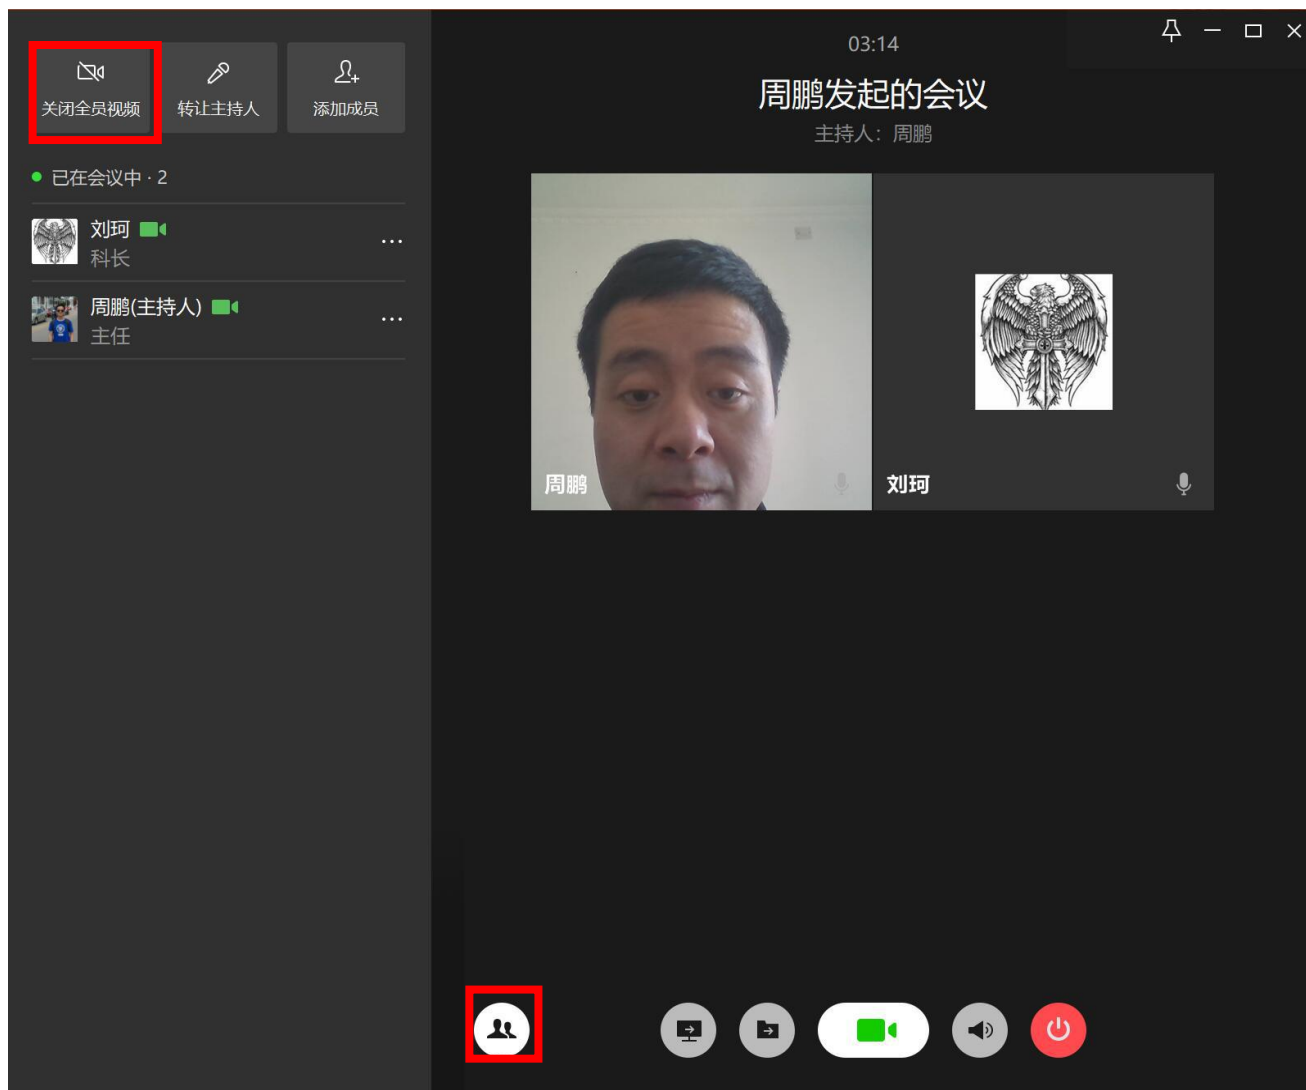 关闭全员视频
转让主持人
添加成员
已在会议中 · 2
刘珂
科长
周鹏(主持人)
主任
03:14
周鹏发起的会议
主持人：周鹏
周鹏
刘珂